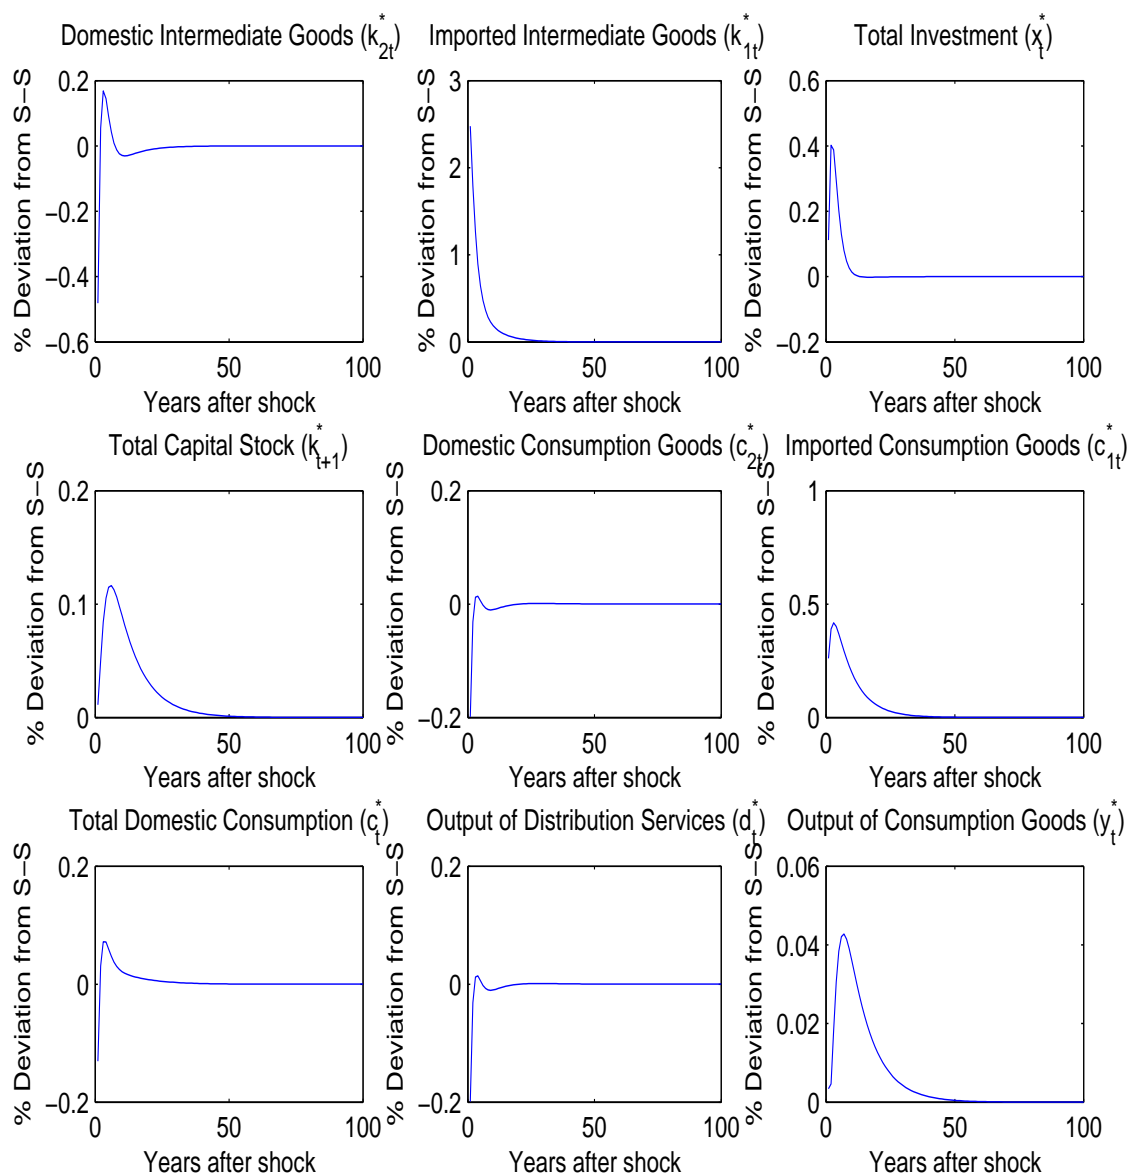 Domestic Intermediate Goods (k*2t)
% Deviation from S−S
0.2
0
−0.2
−0.4
−0.6
0 50 100
Years after shock
Imported Intermediate Goods (k*1t)
% Deviation from S−S
3
2
1
0
0 50 100
Years after shock
Total Investment (x*t)
% Deviation from S−S
0.6
0.4
0.2
0
−0.2
0 50 100
Years after shock
Total Capital Stock (k*t+1)
% Deviation from S−S
0.2
0.1
0
0 50 100
Years after shock
Domestic Consumption Goods (c*2t)
% Deviation from S−S
0.2
0
−0.2
0 50 100
Years after shock
Imported Consumption Goods (c*1t)
% Deviation from S−S
1
0.5
0
0 50 100
Years after shock
Total Domestic Consumption (c*t)
% Deviation from S−S
0.2
0
−0.2
0 50 100
Years after shock
Output of Distribution Services (d*t)
% Deviation from S−S
0.2
0
−0.2
0 50 100
Years after shock
Output of Consumption Goods (y*t)
% Deviation from S−S
0.06
0.04
0.02
0
0 50 100
Years after shock